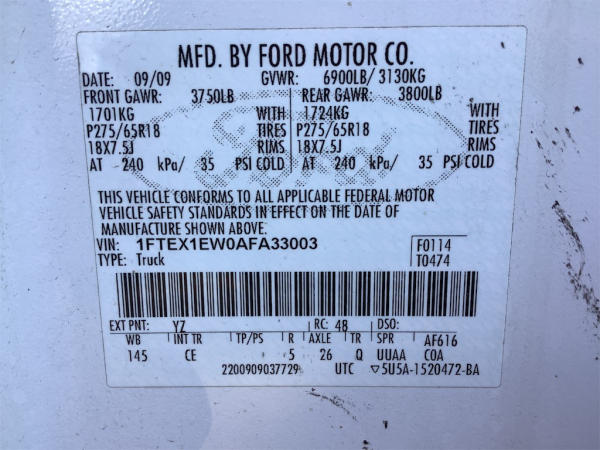 MFD. BY FORD MOTOR CO.
DATE: 09/09 GVWR: 6900LB/ 3130KG
FRONT GAWR: 3750LB REAR GAWR: 3800LB
1701KG WITH 1724KG WITH
P275/65R18 TIRES P275/65R18 TIRES
18X7.5J RIMS 18X7.5J RIMS
AT 240 kPa/ 35 PSI COLD AT 240 kPa/ 35 PSI COLD
THIS VEHICLE CONFORMS TO ALL APPLICABLE FEDERAL MOTOR
VEHICLE SAFETY STANDARDS IN EFFECT ON THE DATE OF
MANUFACTURE SHOWN ABOVE.
VIN: 1FTEX1EW0AFA33003 F0114
TYPE: Truck T0474
EXT PNT: YZ RC: 48 DSO:
WB INT TR TP/PS R AXLE TR SPR AF616
145 CE 5 26 Q UUAA COA
2200909037729 UTC ▽5U5A-1520472-BA